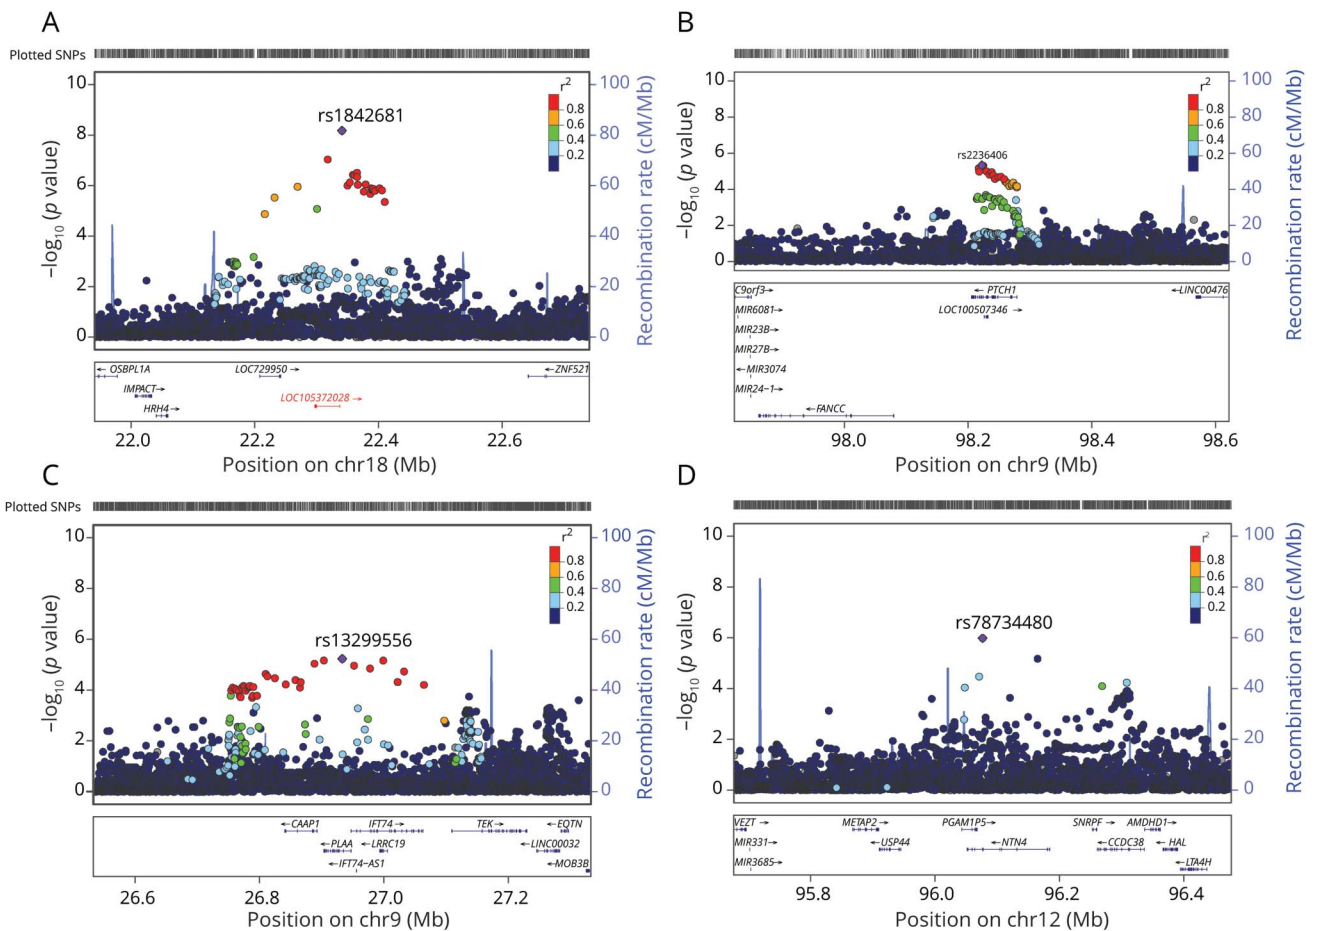 A
Plotted SNPs
10
8
6
4
2
0
−log10 (p value)
rs1842681
r2
0.8
0.6
0.4
0.2
100
80
60
40
20
0
Recombination rate (cM/Mb)
←OSBPL1A
LOC729950→
←ZNF521
IMPACT→
LOC105372028→
HRH4→
22.0
22.2
22.4
22.6
Position on chr18 (Mb)
B
10
8
6
4
2
0
−log10 (p value)
rs2236406
r2
0.8
0.6
0.4
0.2
100
80
60
40
20
0
Recombination rate (cM/Mb)
C9orf3→
←PTCH1
←LINC00476
MIR6081→
LOC100507346→
MIR23B→
MIR27B→
←MIR3074
MIR24−1→
←FANCC
98.0
98.2
98.4
98.6
Position on chr9 (Mb)
C
Plotted SNPs
10
8
6
4
2
0
−log10 (p value)
rs13299556
r2
0.8
0.6
0.4
0.2
100
80
60
40
20
0
Recombination rate (cM/Mb)
←CAAP1
IFT74→
TEK→
←EQTN
←PLAA
←LRRC19
←LINC00032
←IFT74−AS1
←MOB3B
26.6
26.8
27.0
27.2
Position on chr9 (Mb)
D
10
8
6
4
2
0
−log10 (p value)
rs78734480
r2
0.8
0.6
0.4
0.2
100
80
60
40
20
0
Recombination rate (cM/Mb)
VEZT→
METAP2→
PGAM1P5→
SNRPF→
AMDHD1→
MIR331→
←USP44
←NTN4
←CCDC38
←HAL
MIR3685→
←LTA4H
95.8
96.0
96.2
96.4
Position on chr12 (Mb)